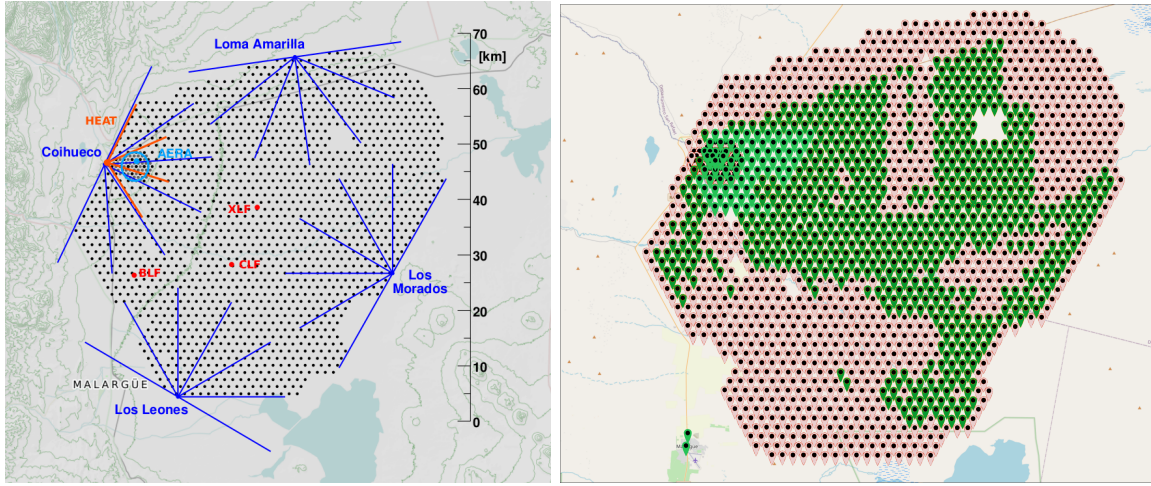 Loma Amarilla
70
[km]
60
HEAT
50
Coihueco
AERA
40
XLF
30
CLF
BLF
Los
Morados
20
10
MALARGÜE
Los Leones
0